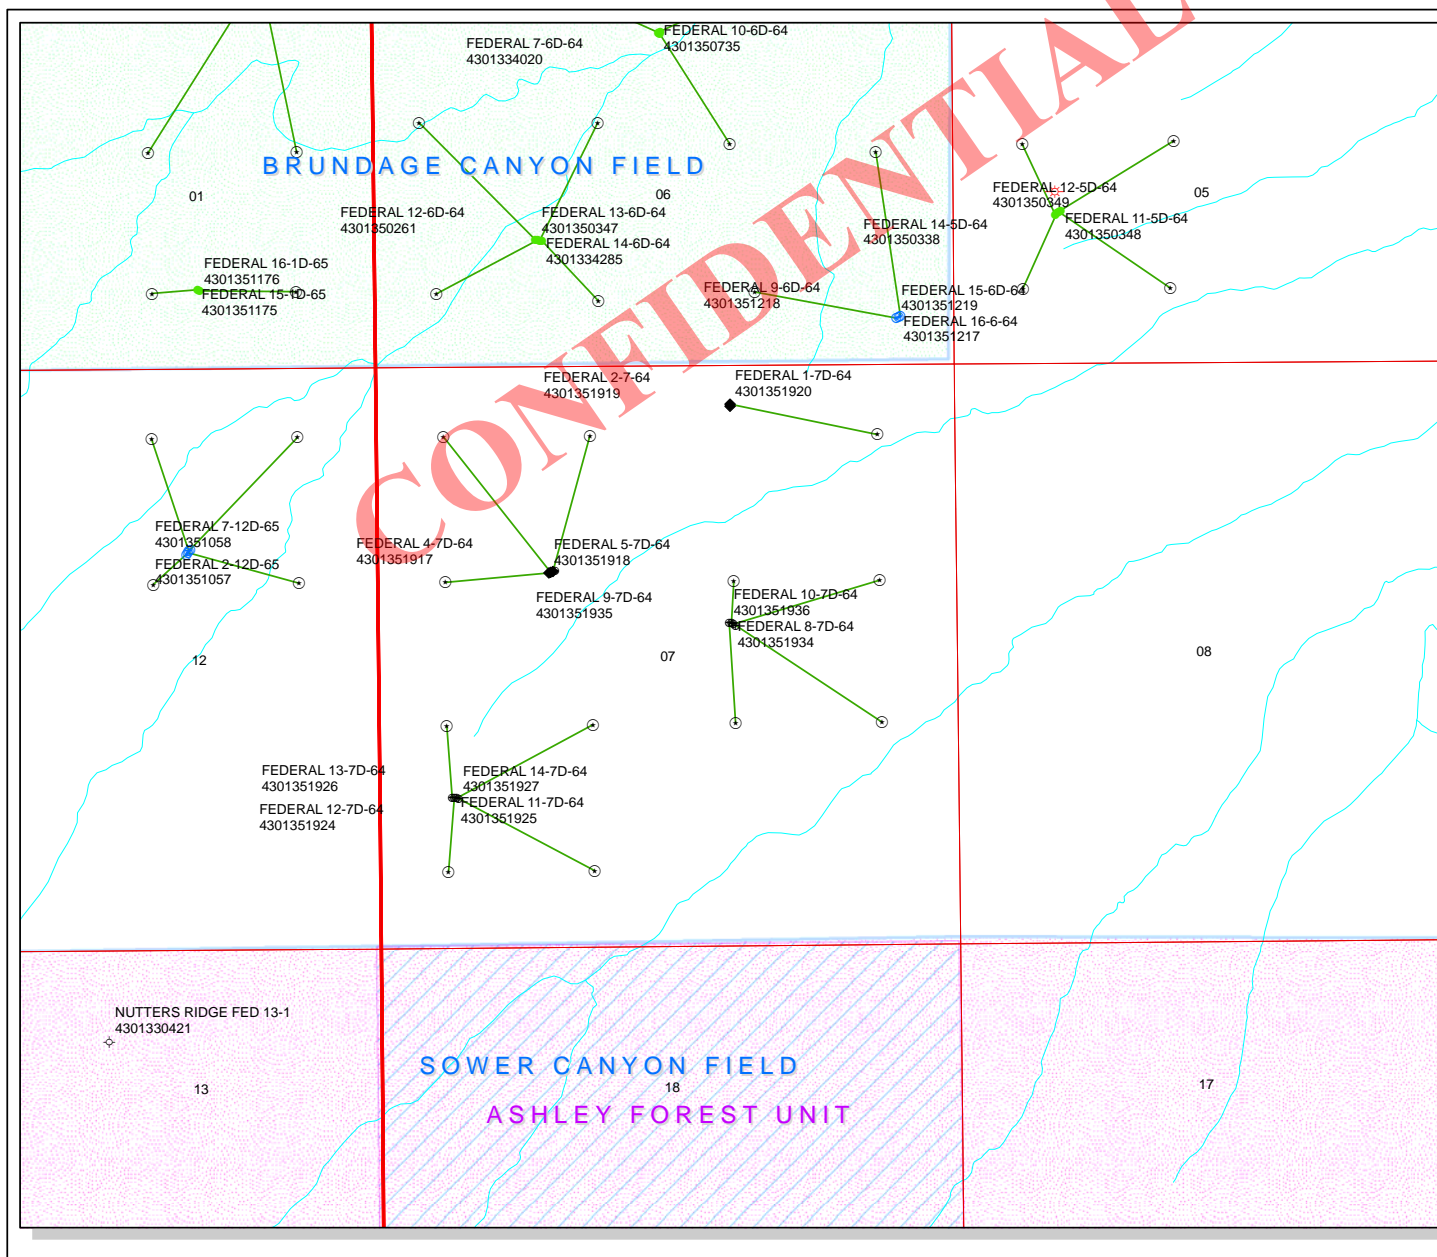 FEDERAL 10-6D-64
4301350735
FEDERAL 7-6D-64
4301334020
BRUNDAGE CANYON FIELD
01
06
05
FEDERAL 12-5D-64
4301350349
FEDERAL 11-5D-64
4301350348
FEDERAL 12-6D-64
4301350261
FEDERAL 13-6D-64
4301350347
FEDERAL 14-6D-64
4301334285
FEDERAL 14-5D-64
4301350338
FEDERAL 16-1D-65
4301351176
FEDERAL 15-1D-65
4301351175
FEDERAL 9-6D-64
4301351218
FEDERAL 15-6D-64
4301351219
FEDERAL 16-6-64
4301351217
CONFIDENTIAL
FEDERAL 2-7-64
4301351919
FEDERAL 1-7D-64
4301351920
FEDERAL 7-12D-65
4301351058
FEDERAL 2-12D-65
4301351057
FEDERAL 4-7D-64
4301351917
FEDERAL 5-7D-64
4301351918
FEDERAL 9-7D-64
4301351935
FEDERAL 10-7D-64
4301351936
FEDERAL 8-7D-64
4301351934
12
07
08
FEDERAL 13-7D-64
4301351926
FEDERAL 14-7D-64
4301351927
FEDERAL 12-7D-64
4301351924
FEDERAL 11-7D-64
4301351925
NUTTERS RIDGE FED 13-1
4301330421
SOWER CANYON FIELD
13
18
17
ASHLEY FOREST UNIT